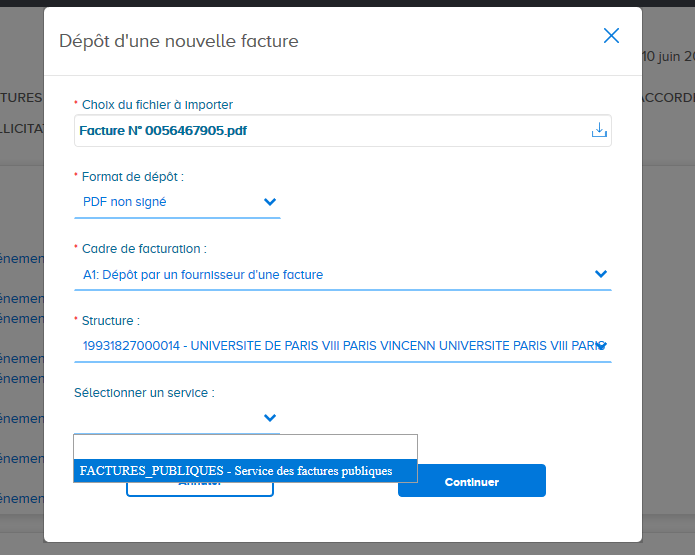 Dépôt d'une nouvelle facture
10 juin 20
TURES
ACCORD
LLICITAT
* Choix du fichier à importer
Facture N° 0056467905.pdf
* Format de dépôt :
PDF non signé
* Cadre de facturation :
A1: Dépôt par un fournisseur d'une facture
* Structure :
19931827000014 - UNIVERSITE DE PARIS VIII PARIS VINCENN UNIVERSITE PARIS VIII PARIS
Sélectionner un service :
FACTURES_PUBLIQUES - Service des factures publiques
Continuer
énemen
énemen
énemen
énemen
énemen
énemen
énemen
énemen